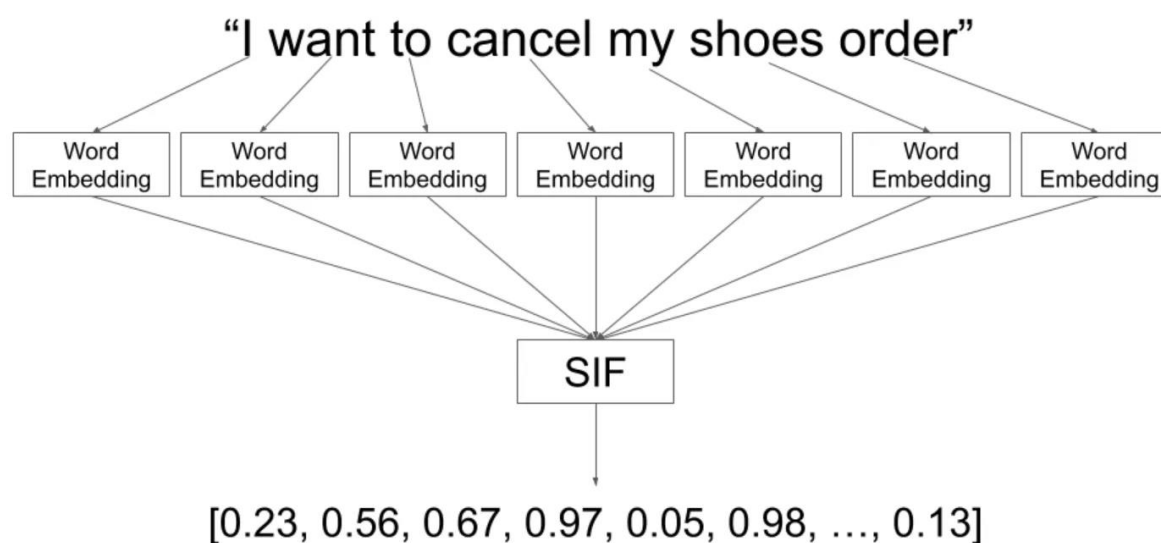 “I want to cancel my shoes order”
Word Embedding
Word Embedding
Word Embedding
Word Embedding
Word Embedding
Word Embedding
Word Embedding
SIF
[0.23, 0.56, 0.67, 0.97, 0.05, 0.98, ..., 0.13]